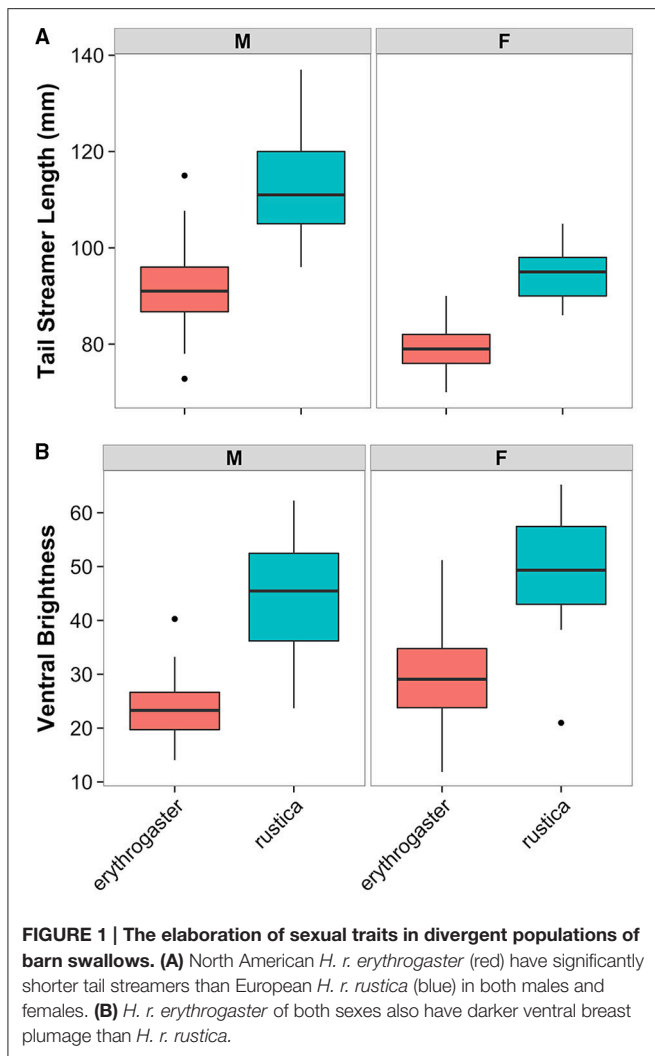 A
M
F
Tail Streamer Length (mm)
140
120
100
80
B
M
F
Ventral Brightness
60
50
40
30
20
10
erythrogaster
rustica
erythrogaster
rustica
FIGURE 1 | The elaboration of sexual traits in divergent populations of
barn swallows. (A) North American H. r. erythrogaster (red) have significantly
shorter tail streamers than European H. r. rustica (blue) in both males and
females. (B) H. r. erythrogaster of both sexes also have darker ventral breast
plumage than H. r. rustica.